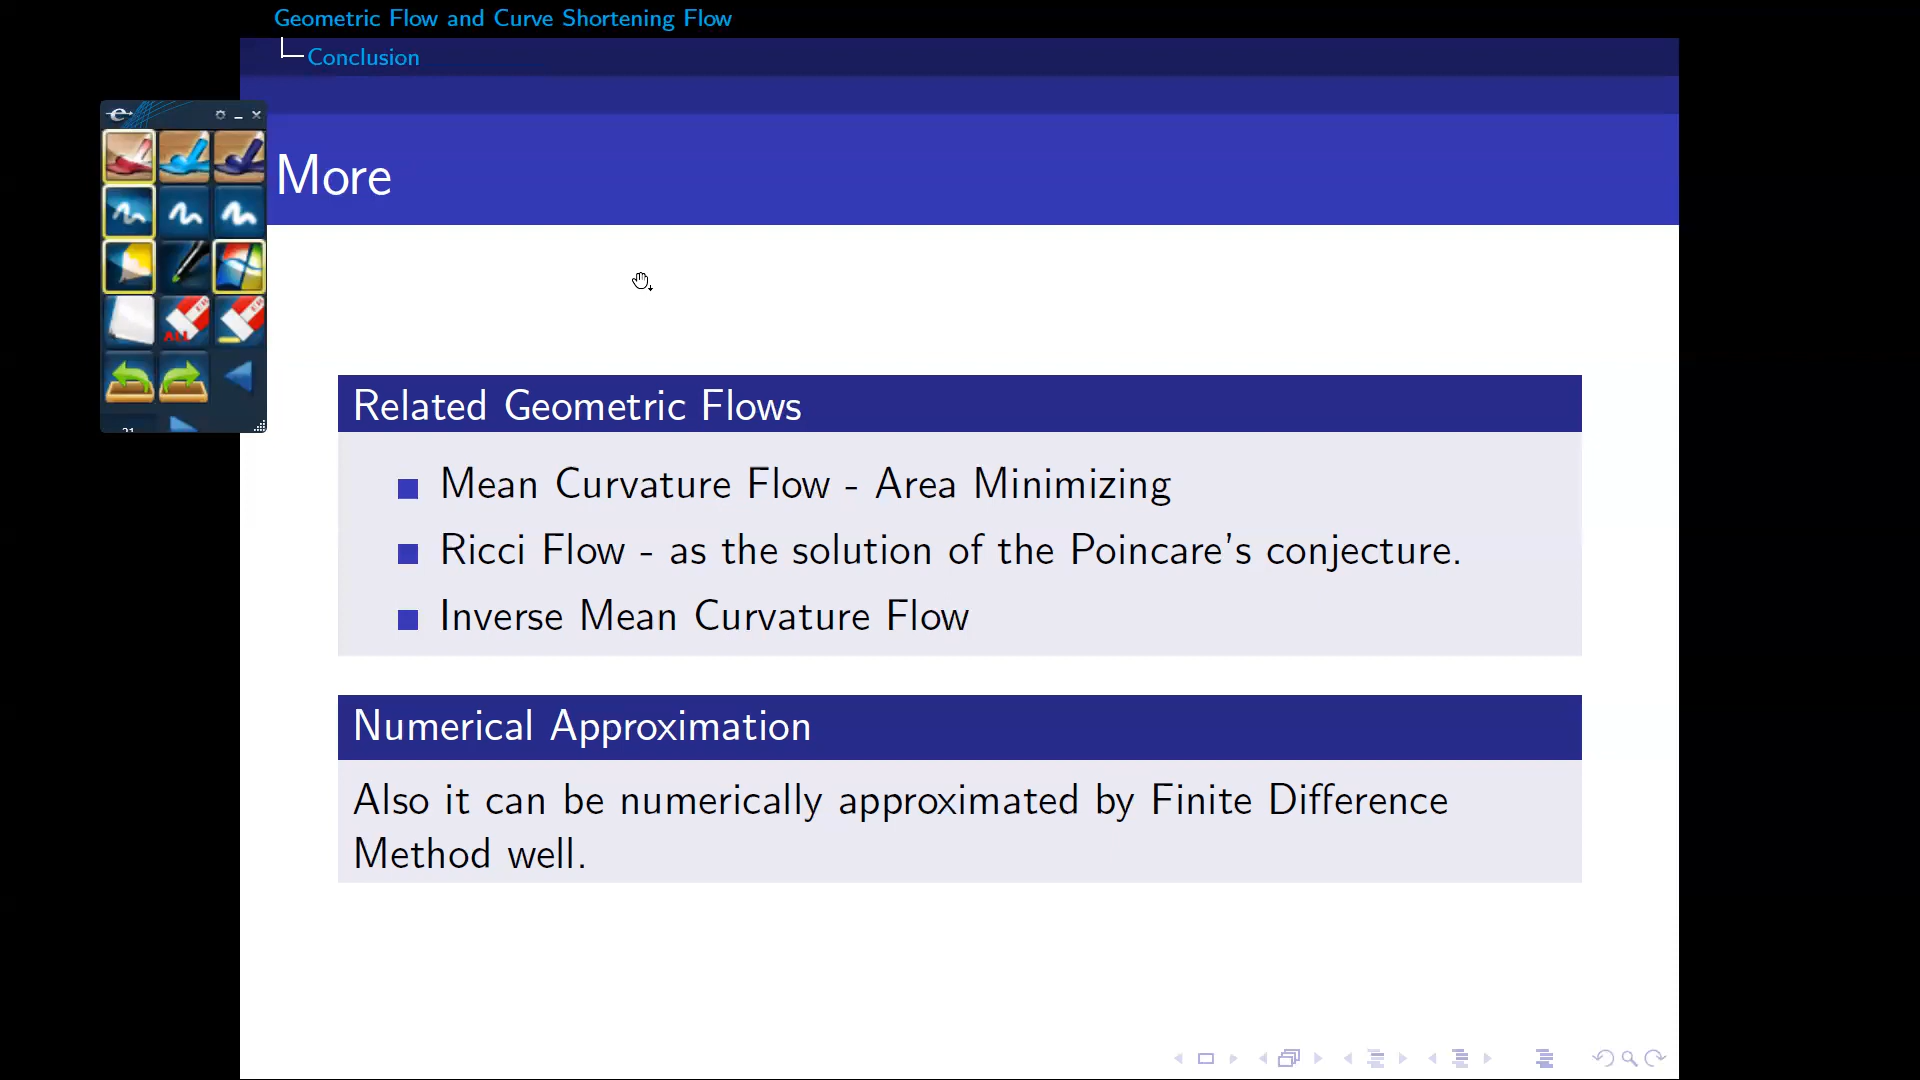 Geometric Flow and Curve Shortening Flow
Conclusion
More
ALL
Related Geometric Flows
Mean Curvature Flow - Area Minimizing
Ricci Flow - as the solution of the Poincare's conjecture.
Inverse Mean Curvature Flow
Numerical Approximation
Also it can be numerically approximated by Finite Difference
Method well.